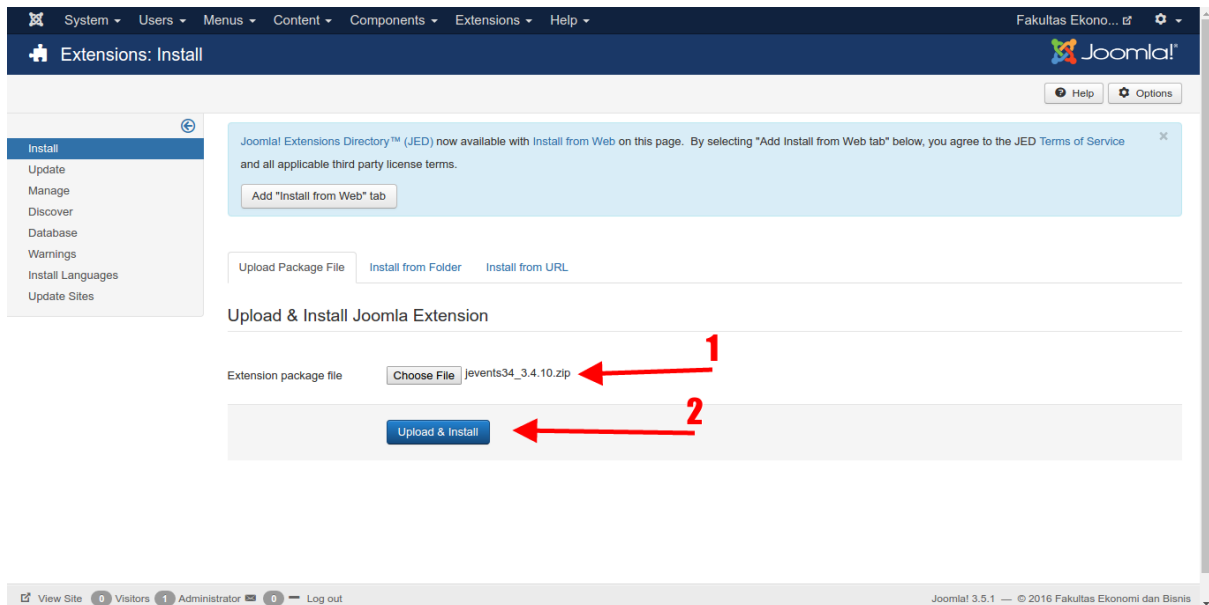 System Users Menus Content Components Extensions Help Fakultas Ekono...
Extensions: Install Joomla!®
Help Options
Install
Update
Manage
Discover
Database
Warnings
Install Languages
Update Sites
Joomla! Extensions Directory™ (JED) now available with Install from Web on this page. By selecting "Add Install from Web tab" below, you agree to the JED Terms of Service
and all applicable third party license terms.
Add "Install from Web" tab
Upload Package File Install from Folder Install from URL
Upload & Install Joomla Extension
1
Extension package file Choose File jevents34_3.4.10.zip
2
Upload & Install
View Site 0 Visitors 1 Administrator 0 Log out Joomla! 3.5.1 — © 2016 Fakultas Ekonomi dan Bisnis